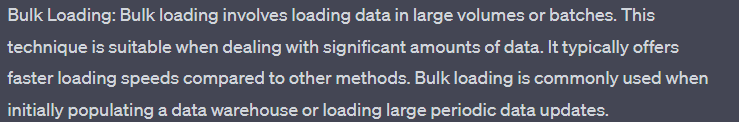 Bulk Loading: Bulk loading involves loading data in large volumes or batches. This
technique is suitable when dealing with significant amounts of data. It typically offers
faster loading speeds compared to other methods. Bulk loading is commonly used when
initially populating a data warehouse or loading large periodic data updates.